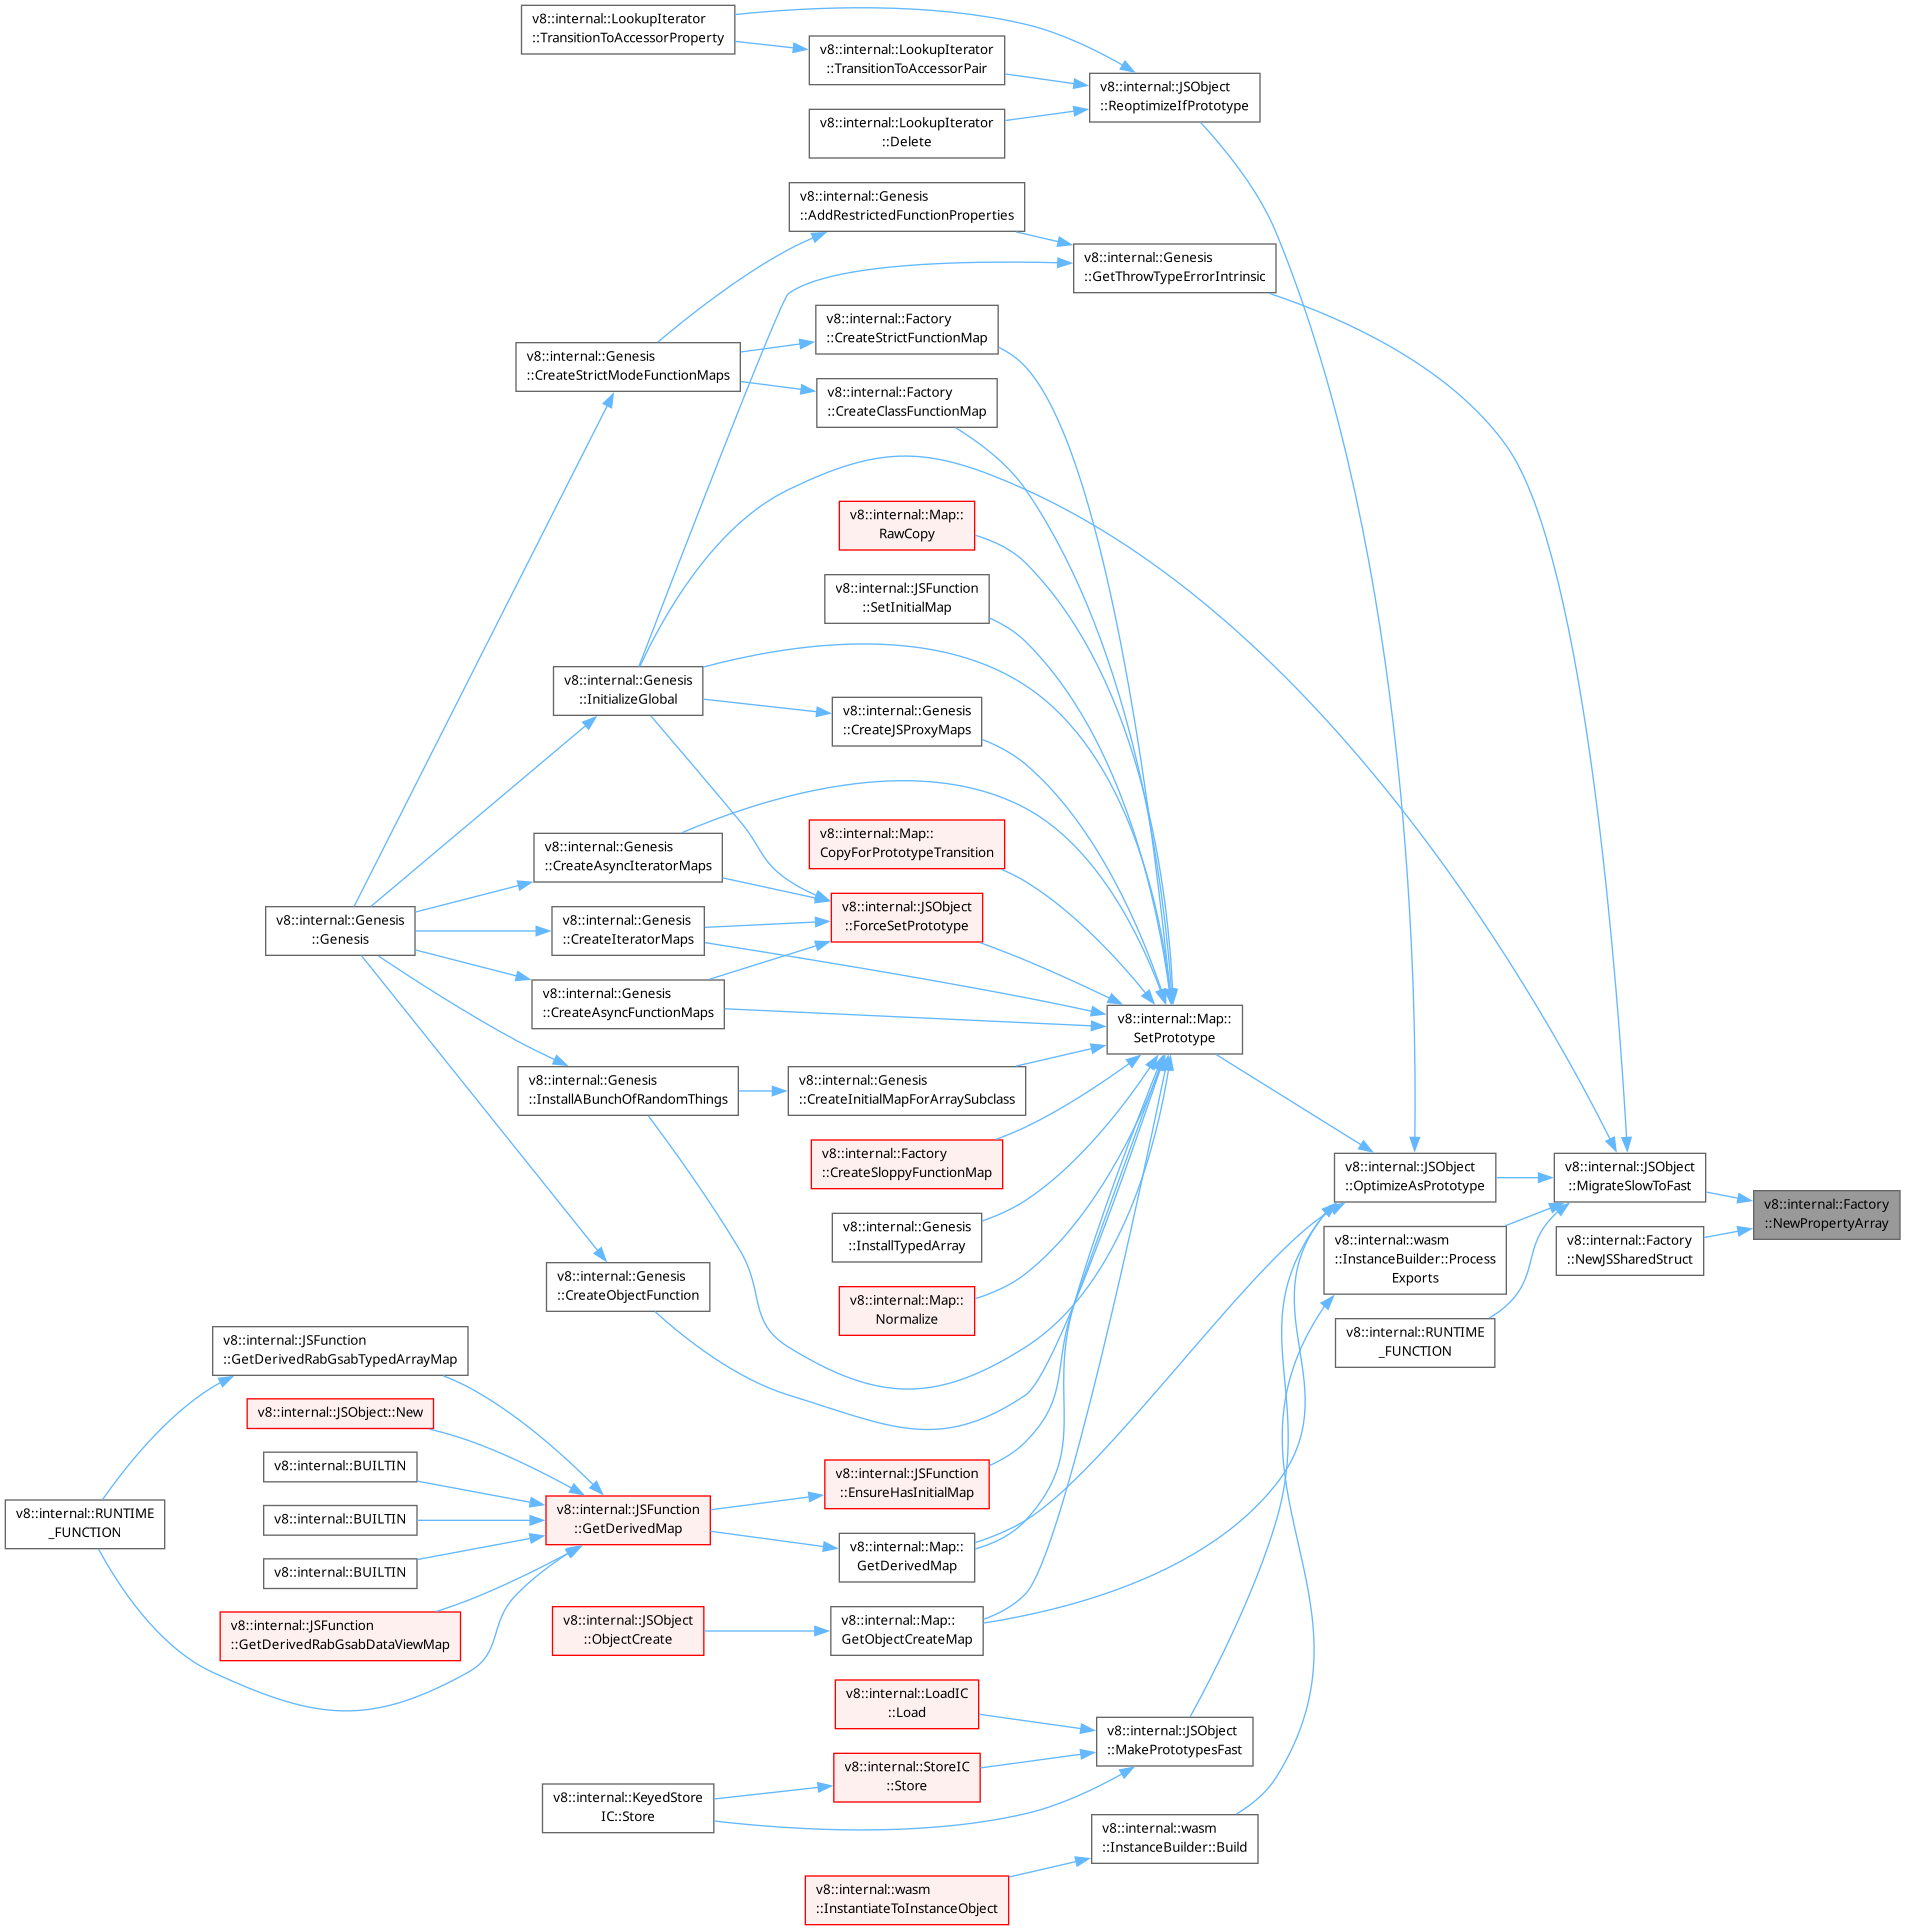 v8::internal::LookupIterator
::TransitionToAccessorProperty
v8::internal::LookupIterator
::TransitionToAccessorPair
v8::internal::JSObject
::ReoptimizeIfPrototype
v8::internal::LookupIterator
::Delete
v8::internal::Genesis
::AddRestrictedFunctionProperties
v8::internal::Genesis
::GetThrowTypeErrorIntrinsic
v8::internal::Factory
::CreateStrictFunctionMap
v8::internal::Genesis
::CreateStrictModeFunctionMaps
v8::internal::Factory
::CreateClassFunctionMap
v8::internal::Map::
RawCopy
v8::internal::JSFunction
::SetInitialMap
v8::internal::Genesis
::InitializeGlobal
v8::internal::Genesis
::CreateJSProxyMaps
v8::internal::Map::
CopyForPrototypeTransition
v8::internal::Genesis
::CreateAsyncIteratorMaps
v8::internal::JSObject
::ForceSetPrototype
v8::internal::Genesis
::Genesis
v8::internal::Genesis
::CreateIteratorMaps
v8::internal::Genesis
::CreateAsyncFunctionMaps
v8::internal::Map::
SetPrototype
v8::internal::Genesis
::InstallABunchOfRandomThings
v8::internal::Genesis
::CreateInitialMapForArraySubclass
v8::internal::Factory
::CreateSloppyFunctionMap
v8::internal::JSObject
::OptimizeAsPrototype
v8::internal::JSObject
::MigrateSlowToFast
v8::internal::Factory
::NewPropertyArray
v8::internal::Genesis
::InstallTypedArray
v8::internal::wasm
::InstanceBuilder::Process
Exports
v8::internal::Factory
::NewJSSharedStruct
v8::internal::Genesis
::CreateObjectFunction
v8::internal::Map::
Normalize
v8::internal::RUNTIME
_FUNCTION
v8::internal::JSFunction
::GetDerivedRabGsabTypedArrayMap
v8::internal::JSObject::New
v8::internal::BUILTIN
v8::internal::JSFunction
::EnsureHasInitialMap
v8::internal::RUNTIME
_FUNCTION
v8::internal::BUILTIN
v8::internal::JSFunction
::GetDerivedMap
v8::internal::Map::
GetDerivedMap
v8::internal::BUILTIN
v8::internal::JSFunction
::GetDerivedRabGsabDataViewMap
v8::internal::JSObject
::ObjectCreate
v8::internal::Map::
GetObjectCreateMap
v8::internal::LoadIC
::Load
v8::internal::JSObject
::MakePrototypesFast
v8::internal::StoreIC
::Store
v8::internal::KeyedStore
IC::Store
v8::internal::wasm
::InstanceBuilder::Build
v8::internal::wasm
::InstantiateToInstanceObject